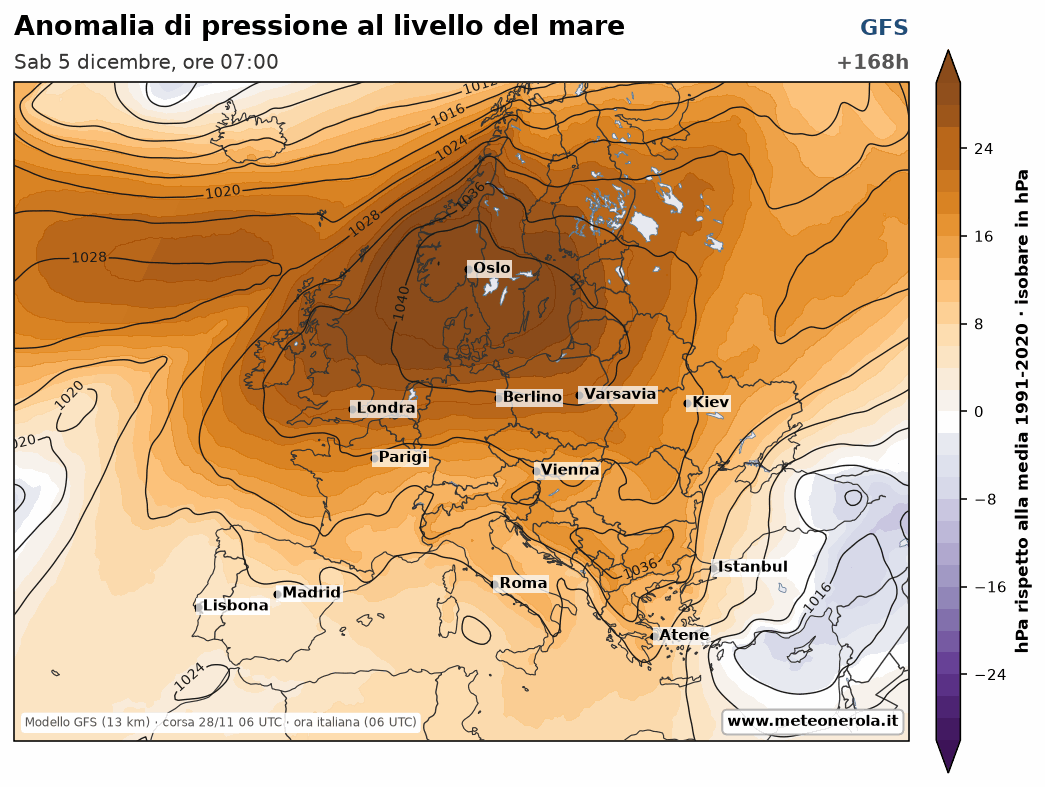 Anomalia di pressione al livello del mare
GFS
Sab 5 dicembre, ore 07:00
+168h
1012
1016
1024
1020
1036
1028
1028
Oslo
1040
1020
Londra
Berlino
Varsavia
Kiev
020
Parigi
Vienna
1036
Istanbul
Roma
Madrid
Lisbona
1016
Atene
1024
Modello GFS (13 km) · corsa 28/11 06 UTC · ora italiana (06 UTC)
www.meteonerola.it
24
16
8
0
−8
−16
−24
hPa rispetto alla media 1991-2020 · isobare in hPa